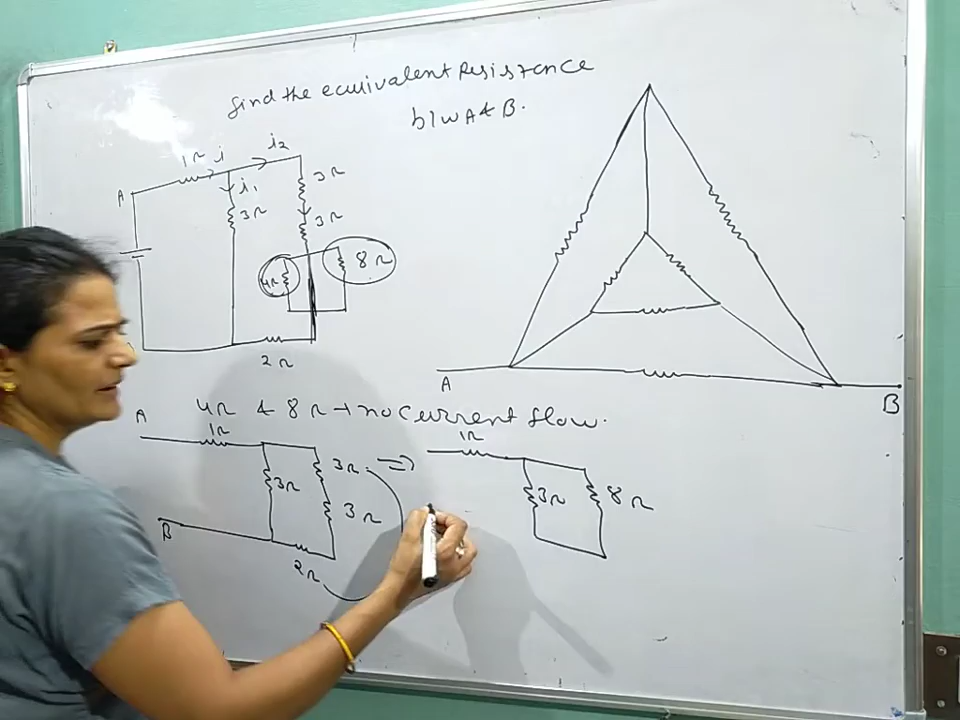 find the equivalent Resistance
b/w A & B.
1Ω i i₂
A
i₁
3Ω
3Ω
3Ω
4Ω
8Ω
2Ω
A
B
4Ω & 8Ω → no current flow.
A
1Ω
3Ω
3Ω
3Ω
2Ω
B
⇒
1Ω
3Ω
8Ω